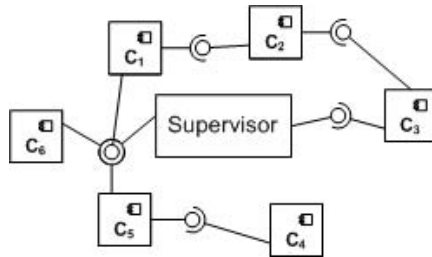 C₁
C₂
Supervisor
C₃
C₆
C₅
C₄